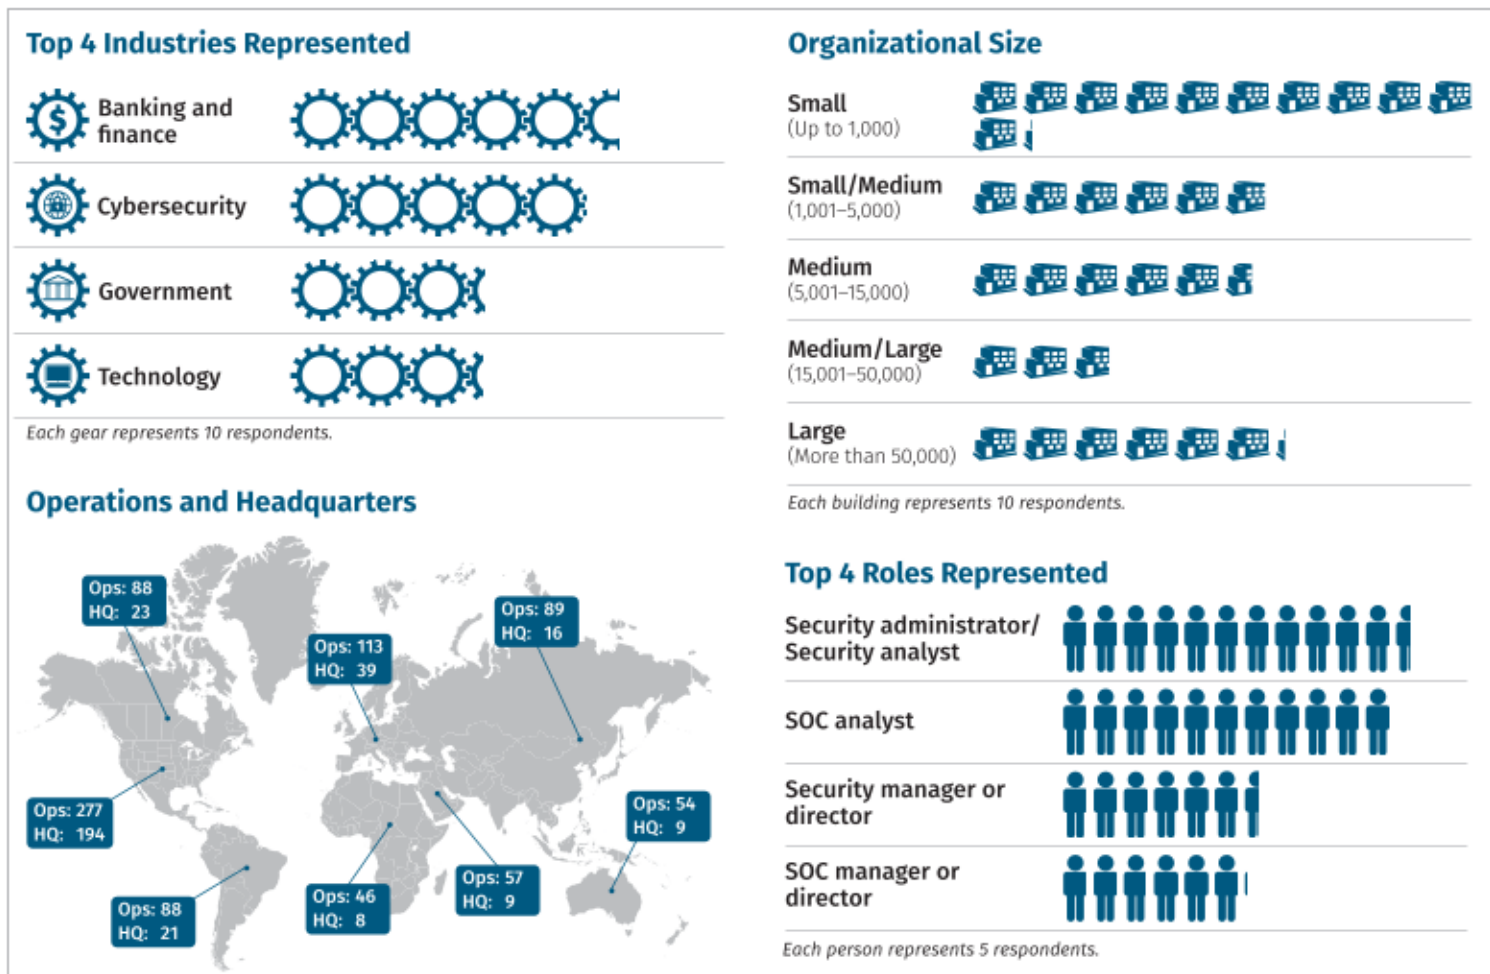 Top 4 Industries Represented
$
Banking and
finance
Cybersecurity
Government
Technology
Each gear represents 10 respondents.
Operations and Headquarters
Ops: 88
HQ: 23
Ops: 113
HQ: 39
Ops: 89
HQ: 16
Ops: 277
HQ: 194
Ops: 54
HQ: 9
Ops: 88
HQ: 21
Ops: 46
HQ: 8
Ops: 57
HQ: 9
Organizational Size
Small
(Up to 1,000)
Small/Medium
(1,001–5,000)
Medium
(5,001–15,000)
Medium/Large
(15,001–50,000)
Large
(More than 50,000)
Each building represents 10 respondents.
Top 4 Roles Represented
Security administrator/
Security analyst
SOC analyst
Security manager or
director
SOC manager or
director
Each person represents 5 respondents.